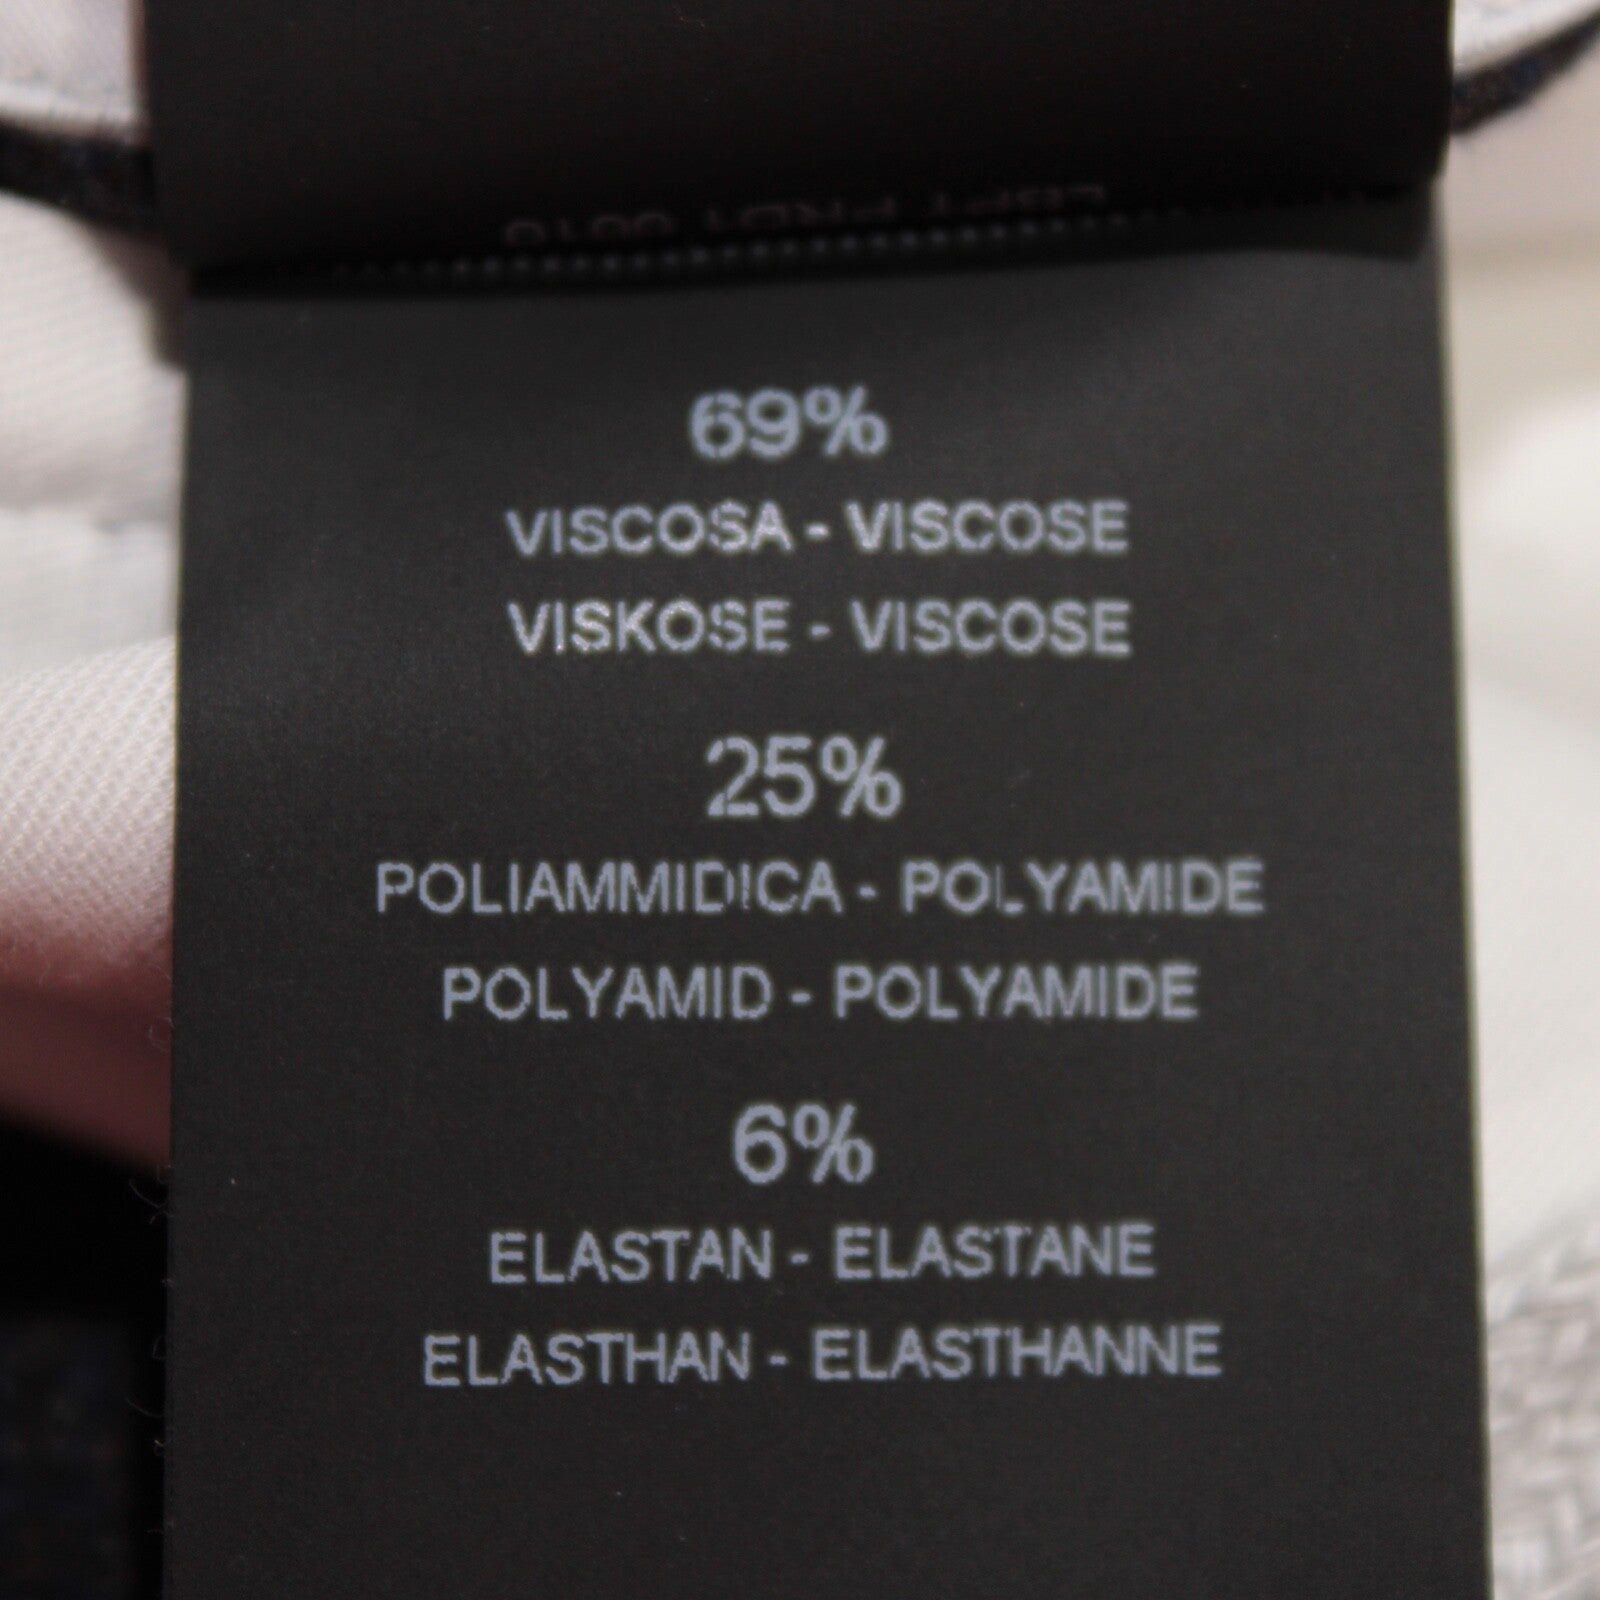 69%
VISCOSA - VISCOSE
VISKOSE - VISCOSE
25%
POLIAMMIDICA - POLYAMIDE
POLYAMID - POLYAMIDE
6%
ELASTAN - ELASTANE
ELASTHAN - ELASTHANNE